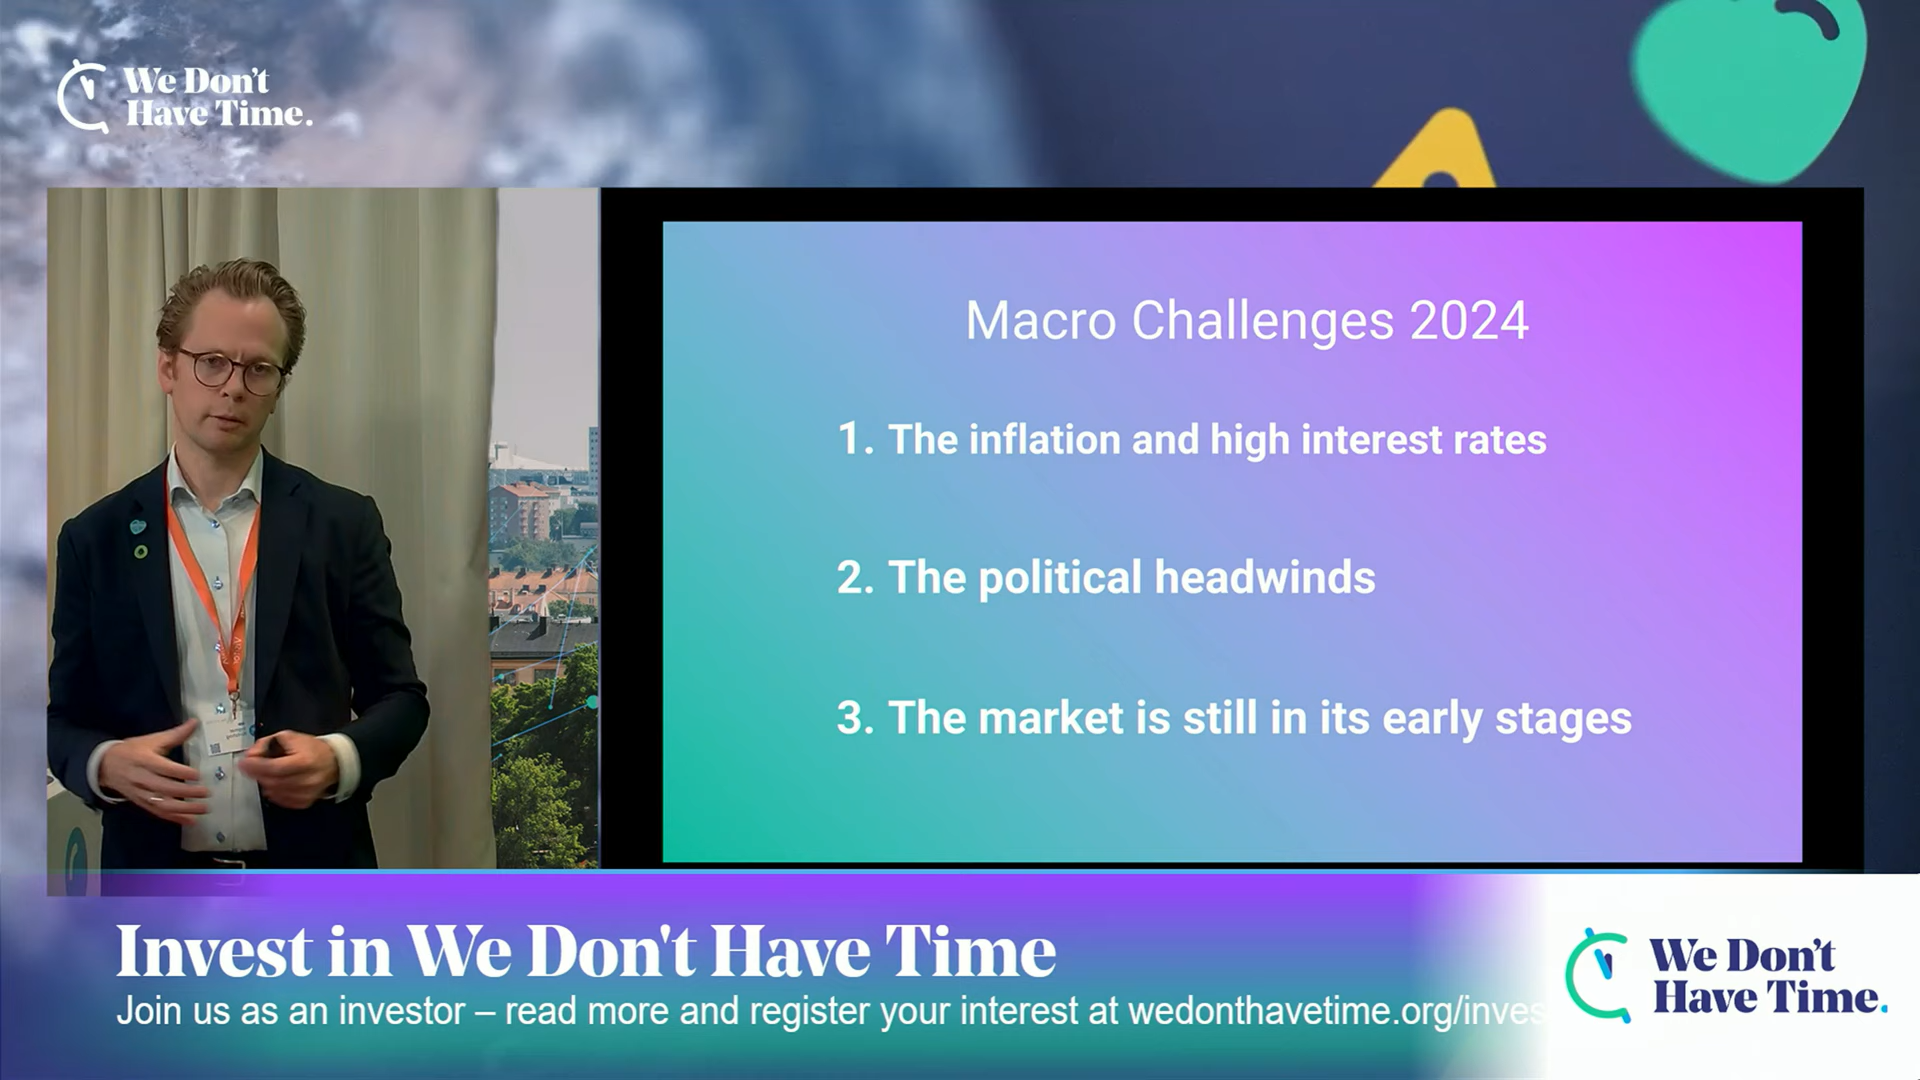 We Don't
Have Time.
Macro Challenges 2024
1. The inflation and high interest rates
2. The political headwinds
3. The market is still in its early stages
Invest in We Don't Have Time
Join us as an investor – read more and register your interest at wedonthavetime.org/inves
We Don't
Have Time.